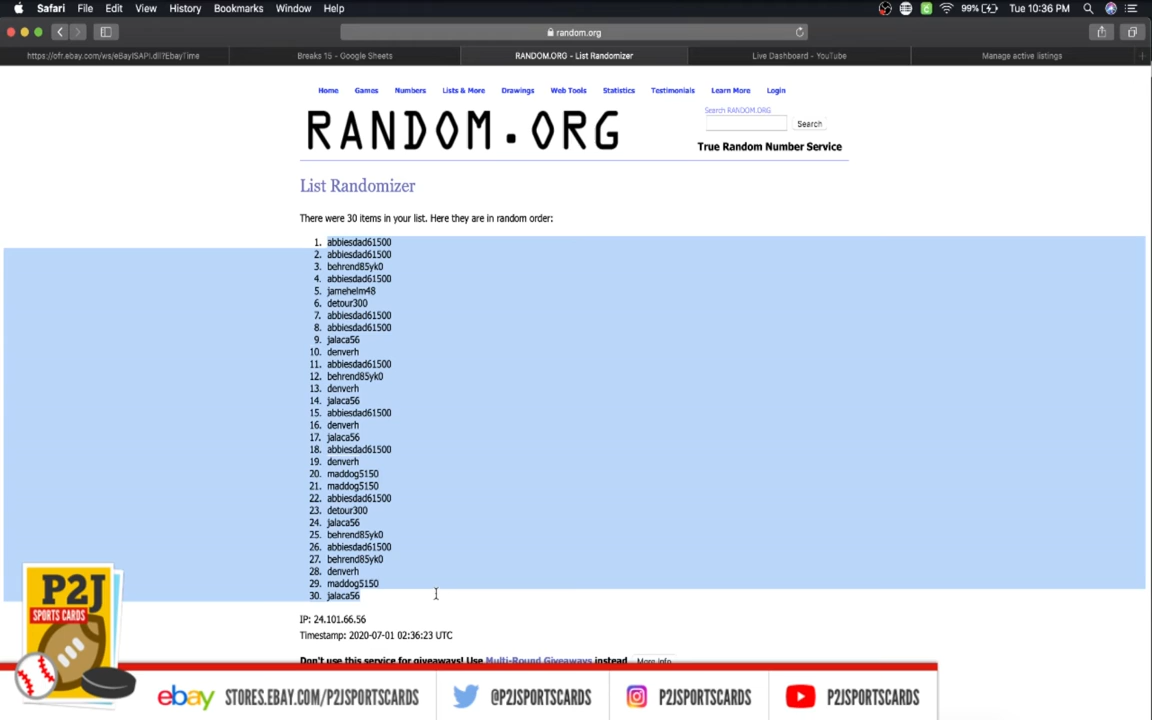 Safari File Edit View History Bookmarks Window Help 99% Tue 10:36 PM
random.org
https://ofr.ebay.com/ws/eBayISAPI.dll?EbayTime Breaks 15 - Google Sheets RANDOM.ORG - List Randomizer Live Dashboard - YouTube Manage active listings
Home Games Numbers Lists & More Drawings Web Tools Statistics Testimonials Learn More Login
RANDOM.ORG
Search RANDOM.ORG
Search
True Random Number Service
List Randomizer
There were 30 items in your list. Here they are in random order:
1. abbiesdad61500
2. abbiesdad61500
3. behrend85yk0
4. abbiesdad61500
5. jamehelm48
6. detour300
7. abbiesdad61500
8. abbiesdad61500
9. jalaca56
10. denverh
11. abbiesdad61500
12. behrend85yk0
13. denverh
14. jalaca56
15. abbiesdad61500
16. denverh
17. jalaca56
18. abbiesdad61500
19. denverh
20. maddog5150
21. maddog5150
22. abbiesdad61500
23. detour300
24. jalaca56
25. behrend85yk0
26. abbiesdad61500
27. behrend85yk0
28. denverh
29. maddog5150
30. jalaca56
IP: 24.101.66.56
Timestamp: 2020-07-01 02:36:23 UTC
Don't use this service for giveaways! Use Multi-Round Giveaways instead More Info
P2J
SPORTS CARDS
ebay STORES.EBAY.COM/P2JSPORTSCARDS @P2JSPORTSCARDS P2JSPORTSCARDS P2JSPORTSCARDS